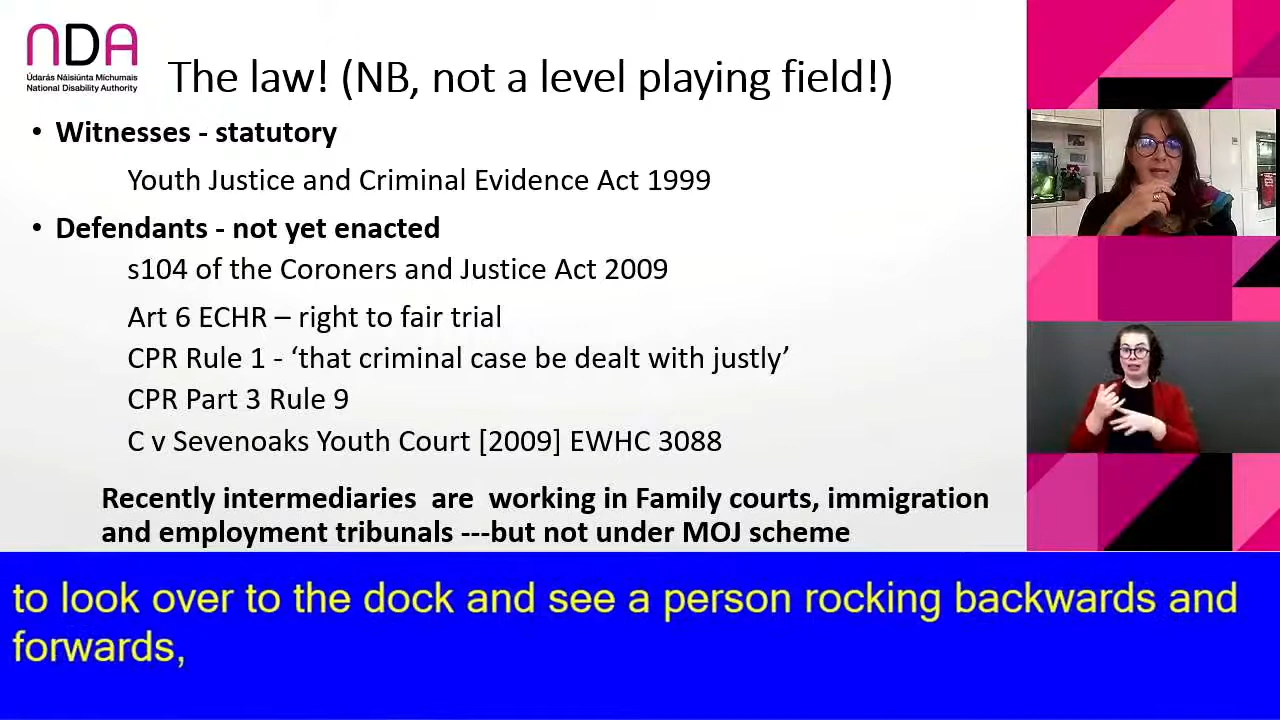 nDA
Údarás Náisiúnta Míchumais
National Disability Authority
The law! (NB, not a level playing field!)
• Witnesses - statutory
Youth Justice and Criminal Evidence Act 1999
• Defendants - not yet enacted
s104 of the Coroners and Justice Act 2009
Art 6 ECHR – right to fair trial
CPR Rule 1 - ‘that criminal case be dealt with justly’
CPR Part 3 Rule 9
C v Sevenoaks Youth Court [2009] EWHC 3088
Recently intermediaries are working in Family courts, immigration
and employment tribunals ---but not under MOJ scheme
to look over to the dock and see a person rocking backwards and
forwards,